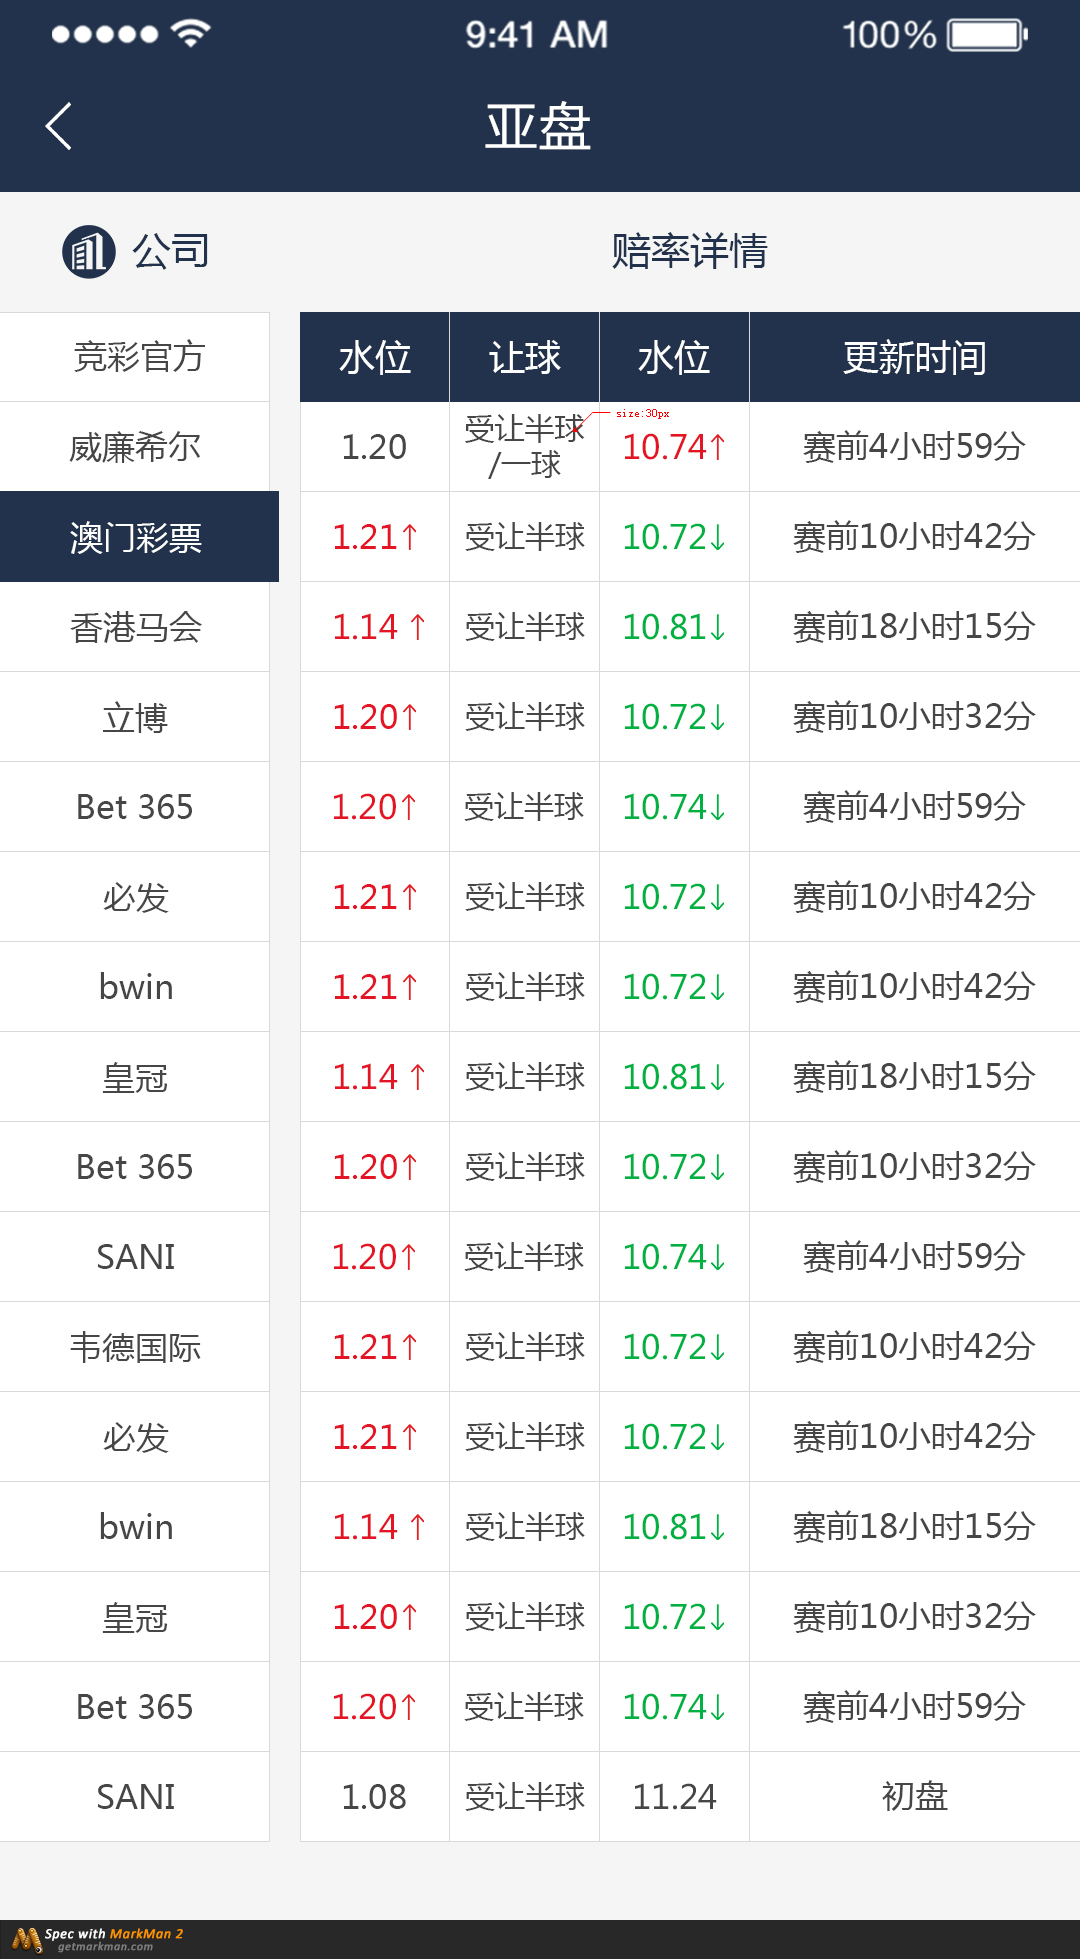 9:41 AM 100%
亚盘
公司 赔率详情
竞彩官方 水位 让球 水位 更新时间
size:30px
威廉希尔 1.20 受让半球/一球 10.74↑ 赛前4小时59分
澳门彩票 1.21↑ 受让半球 10.72↓ 赛前10小时42分
香港马会 1.14 ↑ 受让半球 10.81↓ 赛前18小时15分
立博 1.20↑ 受让半球 10.72↓ 赛前10小时32分
Bet 365 1.20↑ 受让半球 10.74↓ 赛前4小时59分
必发 1.21↑ 受让半球 10.72↓ 赛前10小时42分
bwin 1.21↑ 受让半球 10.72↓ 赛前10小时42分
皇冠 1.14 ↑ 受让半球 10.81↓ 赛前18小时15分
Bet 365 1.20↑ 受让半球 10.72↓ 赛前10小时32分
SANI 1.20↑ 受让半球 10.74↓ 赛前4小时59分
韦德国际 1.21↑ 受让半球 10.72↓ 赛前10小时42分
必发 1.21↑ 受让半球 10.72↓ 赛前10小时42分
bwin 1.14 ↑ 受让半球 10.81↓ 赛前18小时15分
皇冠 1.20↑ 受让半球 10.72↓ 赛前10小时32分
Bet 365 1.20↑ 受让半球 10.74↓ 赛前4小时59分
SANI 1.08 受让半球 11.24 初盘
Spec with MarkMan 2
getmarkman.com